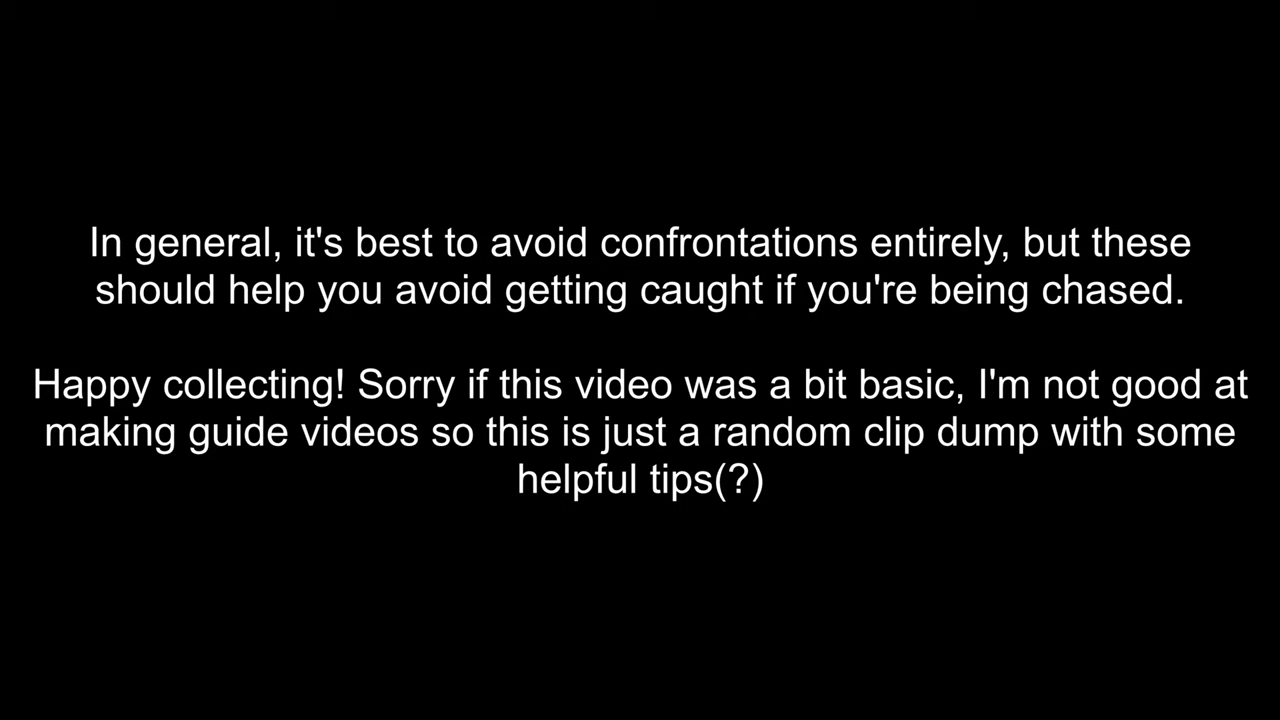 In general, it's best to avoid confrontations entirely, but these
should help you avoid getting caught if you're being chased.
Happy collecting! Sorry if this video was a bit basic, I'm not good at
making guide videos so this is just a random clip dump with some
helpful tips(?)